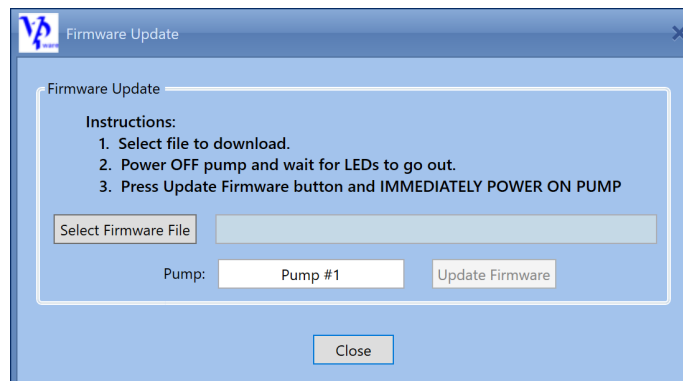 VPware
Firmware Update
Firmware Update
Instructions:
1. Select file to download.
2. Power OFF pump and wait for LEDs to go out.
3. Press Update Firmware button and IMMEDIATELY POWER ON PUMP
Select Firmware File
Pump: Pump #1 Update Firmware
Close